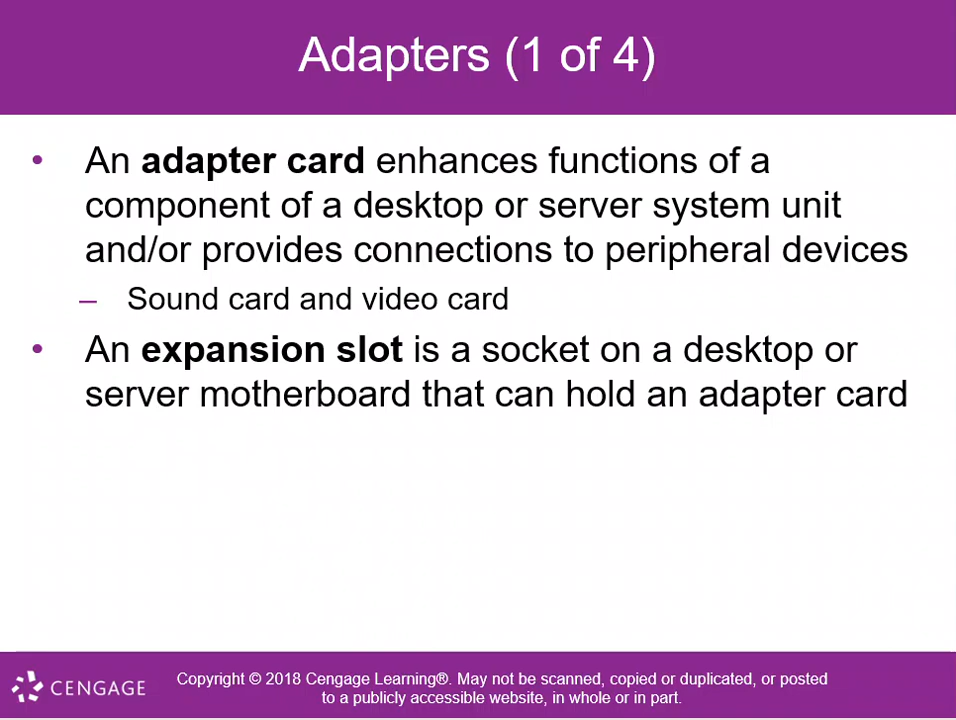 Adapters (1 of 4)
• An adapter card enhances functions of a
component of a desktop or server system unit
and/or provides connections to peripheral devices
– Sound card and video card
• An expansion slot is a socket on a desktop or
server motherboard that can hold an adapter card
CENGAGE
Copyright © 2018 Cengage Learning®. May not be scanned, copied or duplicated, or posted
to a publicly accessible website, in whole or in part.